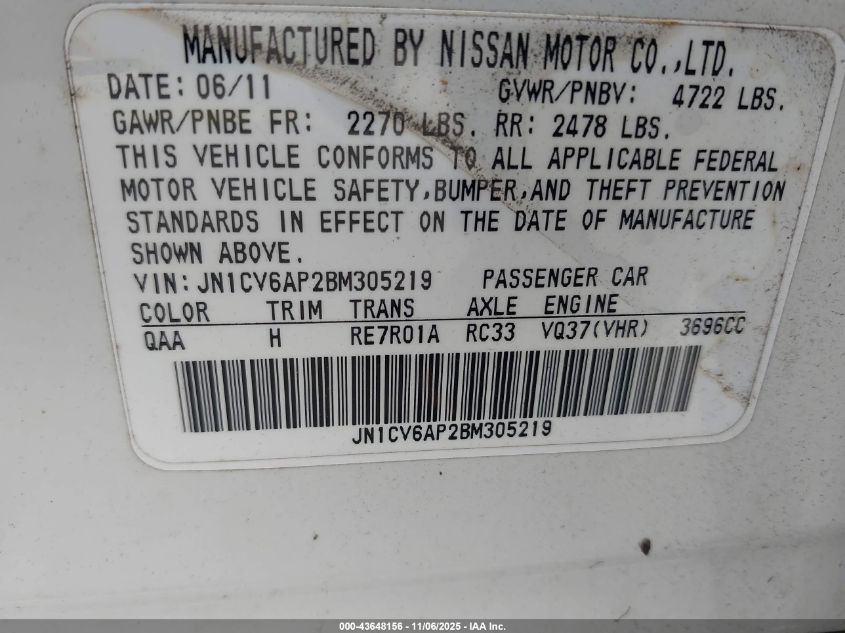 MANUFACTURED BY NISSAN MOTOR CO.,LTD.
DATE: 06/11 GVWR/PNBV: 4722 LBS.
GAWR/PNBE FR: 2270 LBS. RR: 2478 LBS.
THIS VEHICLE CONFORMS TO ALL APPLICABLE FEDERAL
MOTOR VEHICLE SAFETY,BUMPER,AND THEFT PREVENTION
STANDARDS IN EFFECT ON THE DATE OF MANUFACTURE
SHOWN ABOVE.
VIN: JN1CV6AP2BM305219 PASSENGER CAR
COLOR TRIM TRANS AXLE ENGINE
QAA H RE7R01A RC33 VQ37(VHR) 3696CC
JN1CV6AP2BM305219
000-43648156 - 11/06/2025 - IAA Inc.